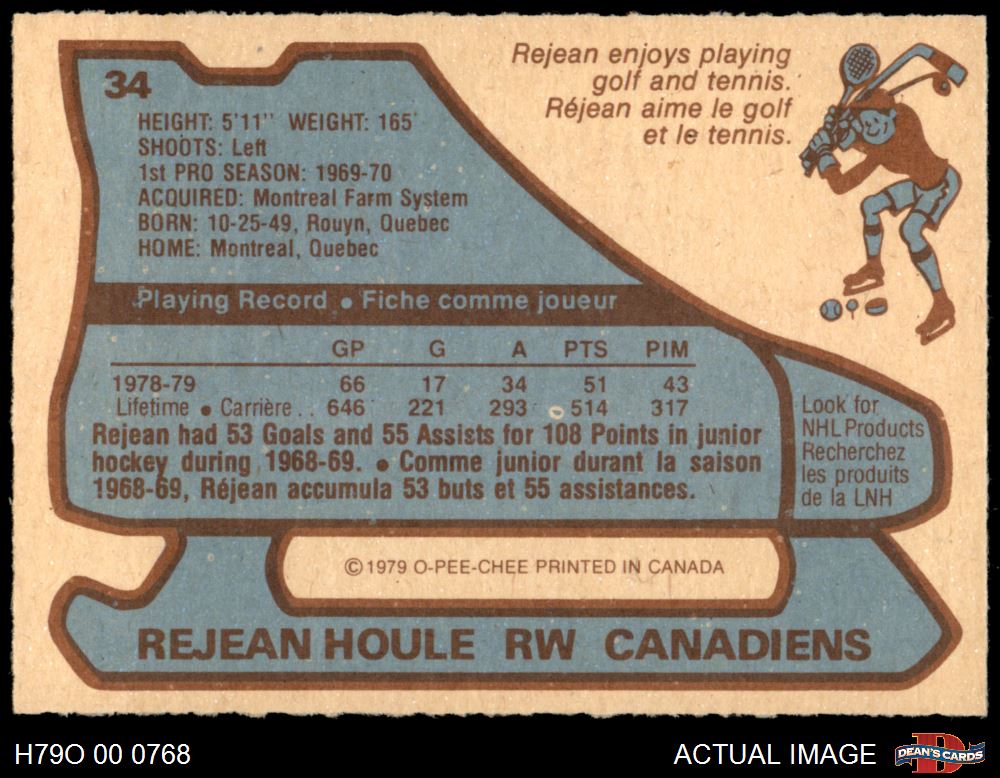 34
Rejean enjoys playing
golf and tennis.
Réjean aime le golf
et le tennis.
HEIGHT: 5'11" WEIGHT: 165
SHOOTS: Left
1st PRO SEASON: 1969-70
ACQUIRED: Montreal Farm System
BORN: 10-25-49, Rouyn, Quebec
HOME: Montreal, Quebec
Playing Record • Fiche comme joueur
GP G A PTS PIM
1978-79 66 17 34 51 43
Lifetime • Carrière . . 646 221 293 514 317
Rejean had 53 Goals and 55 Assists for 108 Points in junior
hockey during 1968-69. • Comme junior durant la saison
1968-69, Réjean accumula 53 buts et 55 assistances.
Look for
NHL Products
Recherchez
les produits
de la LNH
© 1979 O-PEE-CHEE PRINTED IN CANADA
REJEAN HOULE RW CANADIENS
H79O 00 0768
ACTUAL IMAGE
DEAN'S CARDS